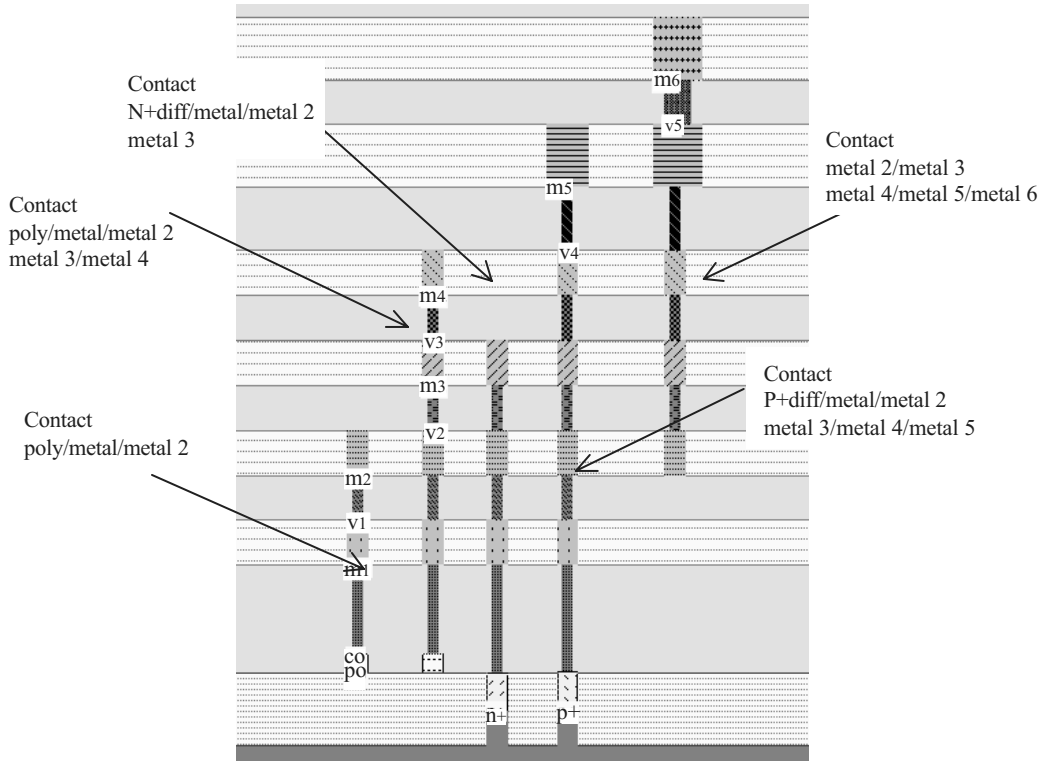 m6
Contact
N+diff/metal/metal 2
metal 3
v5
Contact
metal 2/metal 3
metal 4/metal 5/metal 6
m5
Contact
poly/metal/metal 2
metal 3/metal 4
v4
m4
v3
m3
Contact
P+diff/metal/metal 2
metal 3/metal 4/metal 5
Contact
poly/metal/metal 2
v2
m2
v1
m1
co
po
n+
p+